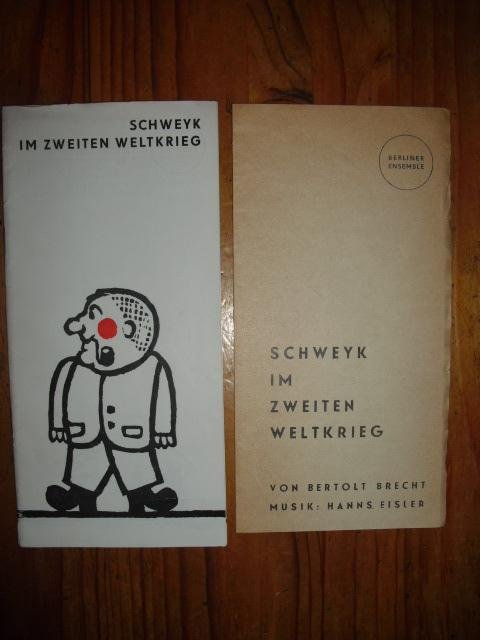 SCHWEYK
IM ZWEITEN WELTKRIEG
BERLINER
ENSEMBLE
SCHWEYK
IM
ZWEITEN
WELTKRIEG
VON BERTOLT BRECHT
MUSIK: HANNS EISLER